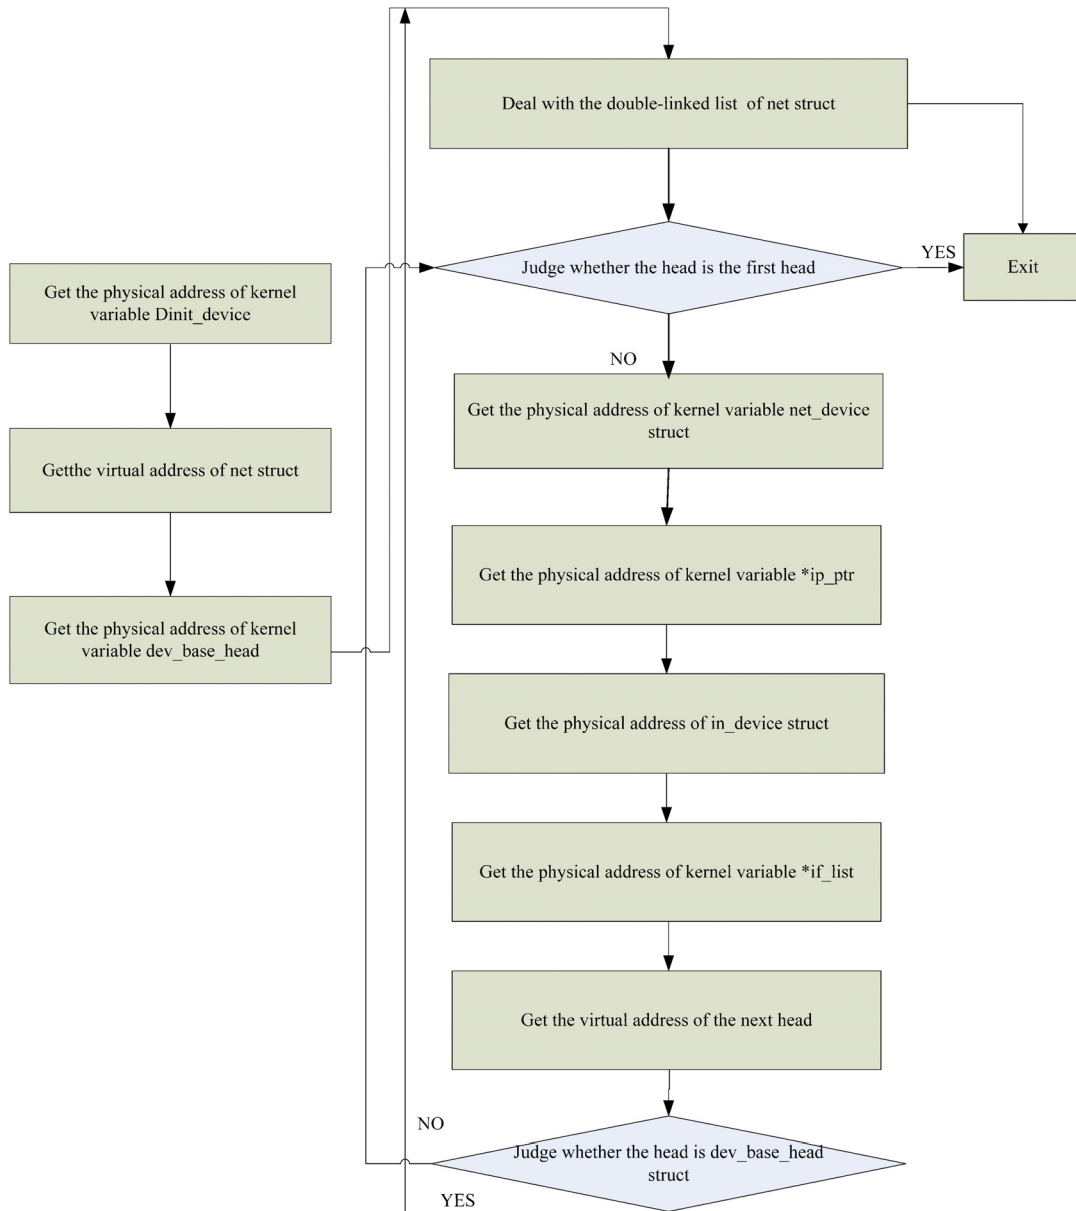 Deal with the double-linked list of net struct
Judge whether the head is the first head
YES
Exit
Get the physical address of kernel
variable Dinit_device
NO
Get the physical address of kernel variable net_device
struct
Getthe virtual address of net struct
Get the physical address of kernel variable *ip_ptr
Get the physical address of kernel
variable dev_base_head
Get the physical address of in_device struct
Get the physical address of kernel variable *if_list
Get the virtual address of the next head
NO
Judge whether the head is dev_base_head
struct
YES